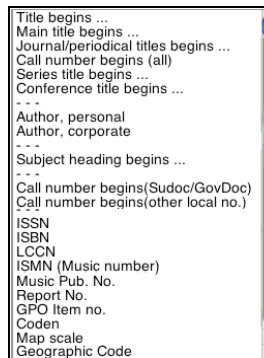 Title begins ...
Main title begins ...
Journal/periodical titles begins ...
Call number begins (all)
Series title begins ...
Conference title begins ...
- - -
Author, personal
Author, corporate
- - -
Subject heading begins ...
- - -
Call number begins(Sudoc/GovDoc)
Call number begins(other local no.)
- - -
ISSN
ISBN
LCCN
ISMN (Music number)
Music Pub. No.
Report No.
GPO Item no.
Coden
Map scale
Geographic Code